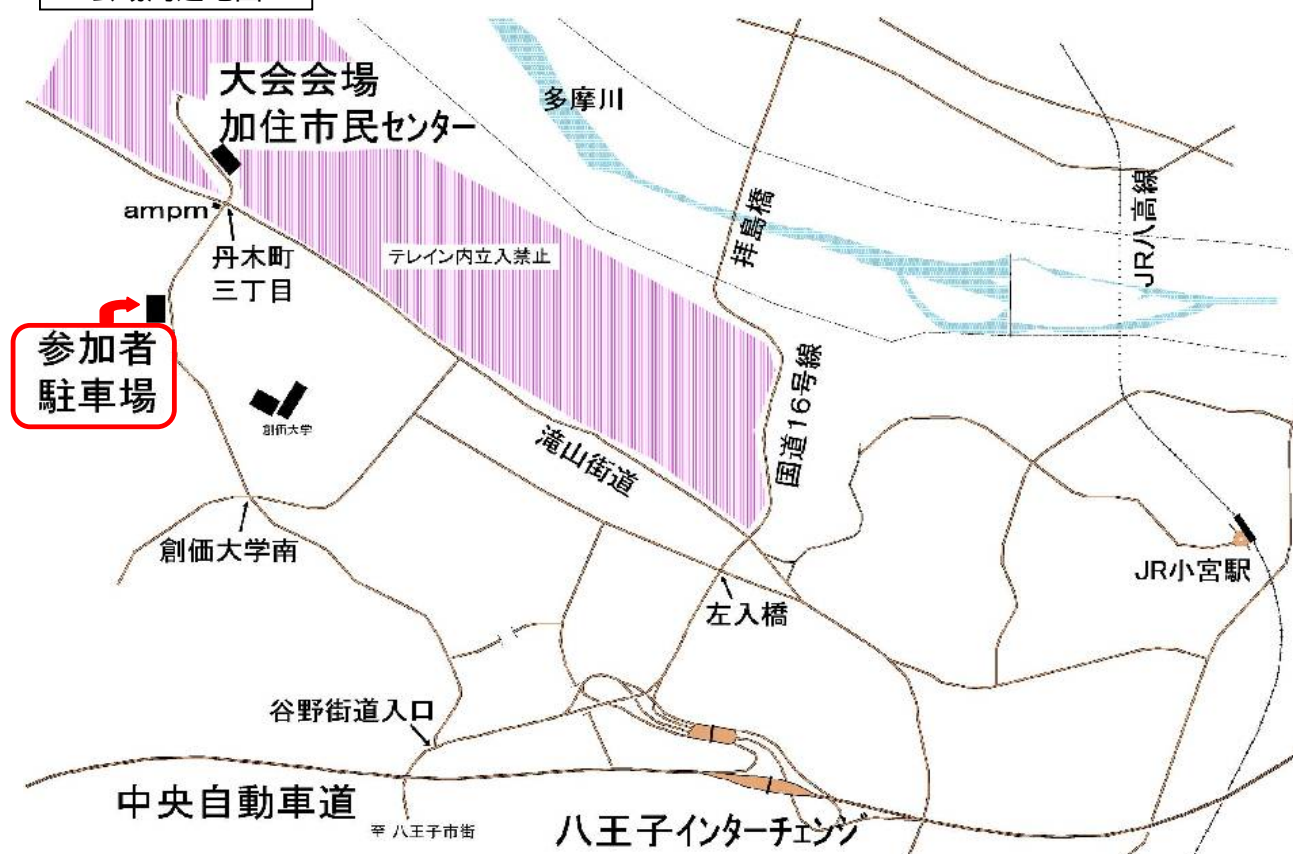 大会会場
加住市民センター
多摩川
ampm
丹木町
三丁目
テレイン内立入禁止
拝島橋
JR八高線
参加者
駐車場
創価大学
滝山街道
国道16号線
創価大学南
左入橋
JR小宮駅
谷野街道入口
中央自動車道
至 八王子市街
八王子インターチェンジ